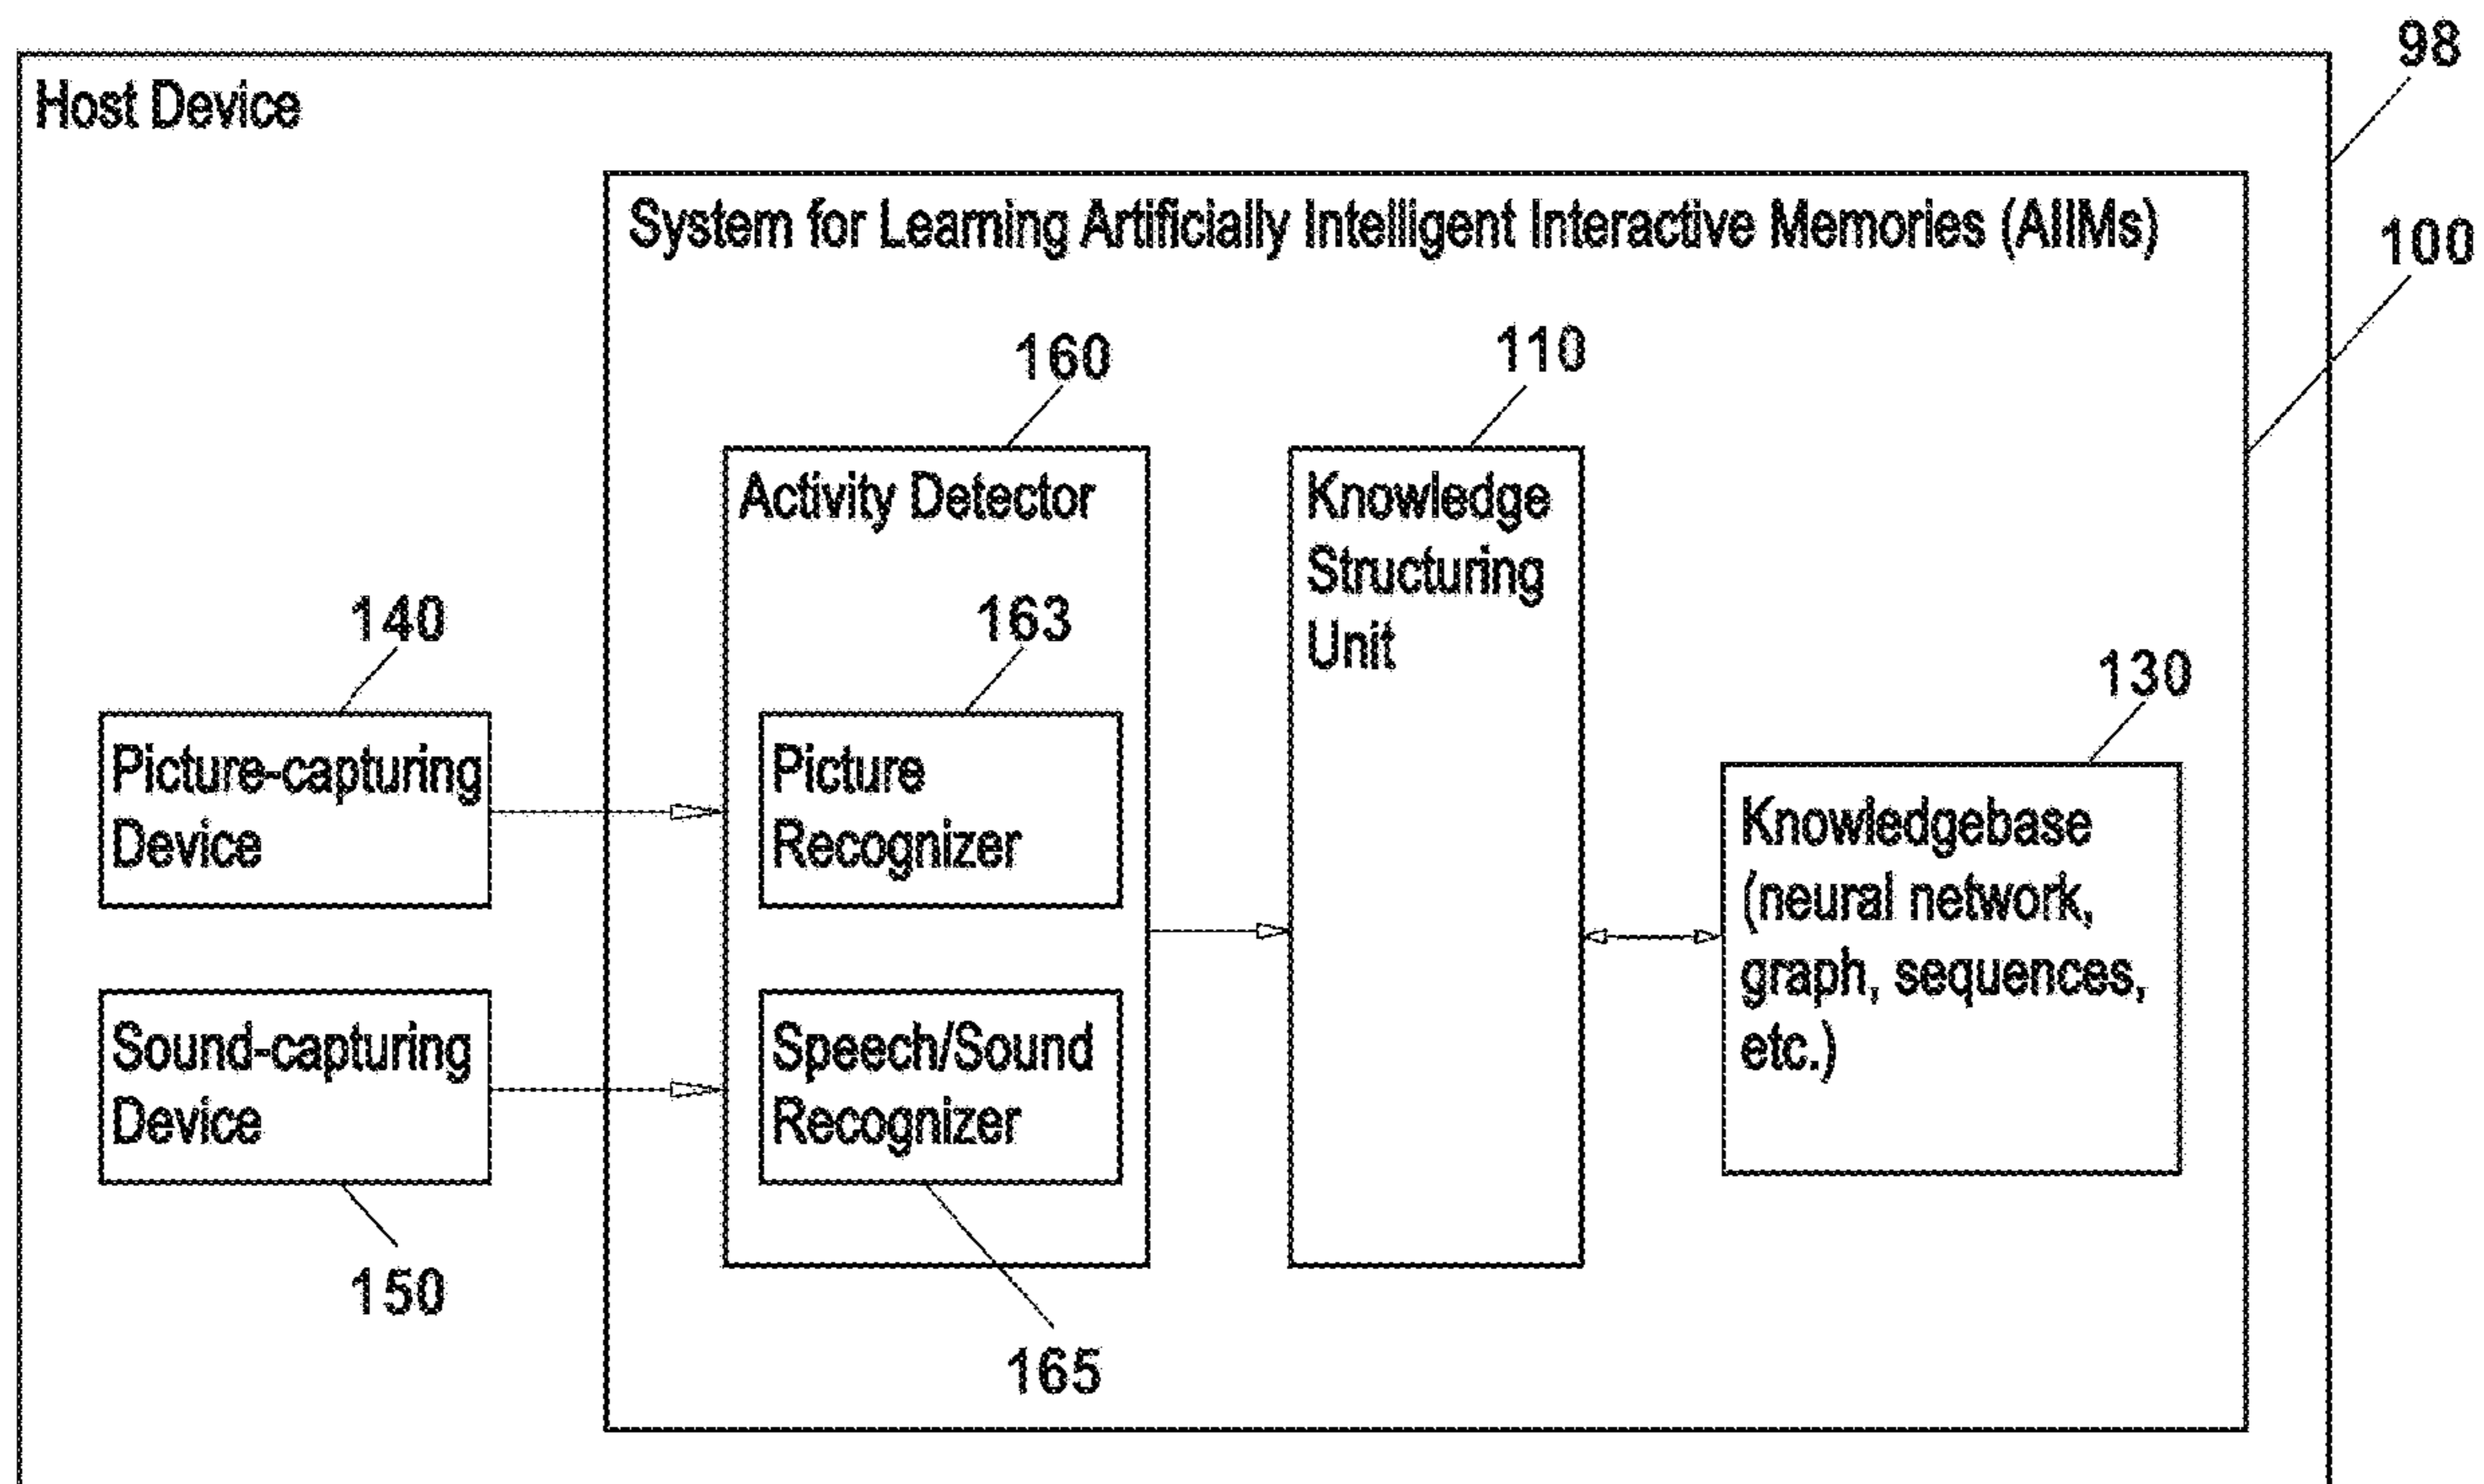 98
Host Device
System for Learning Artificially Intelligent Interactive Memories (AIIMs)
100
160
110
Activity Detector
Knowledge
Structuring
Unit
140
163
130
Picture-capturing
Device
Picture
Recognizer
Knowledgebase
(neural network,
graph, sequences,
etc.)
Sound-capturing
Device
Speech/Sound
Recognizer
150
165